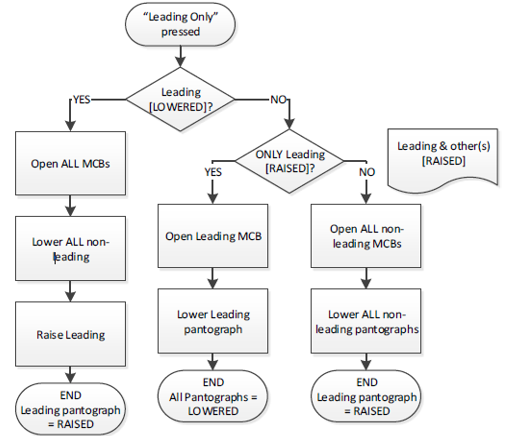 “Leading Only”
pressed
Leading
[LOWERED]?
YES
NO
Open ALL MCBs
ONLY Leading
[RAISED]?
Leading & other(s)
[RAISED]
YES
NO
Lower ALL non-
leading
Open Leading MCB
Open ALL non-
leading MCBs
Raise Leading
Lower Leading
pantograph
Lower ALL non-
leading pantographs
END
Leading pantograph
= RAISED
END
All Pantographs =
LOWERED
END
Leading pantograph
= RAISED